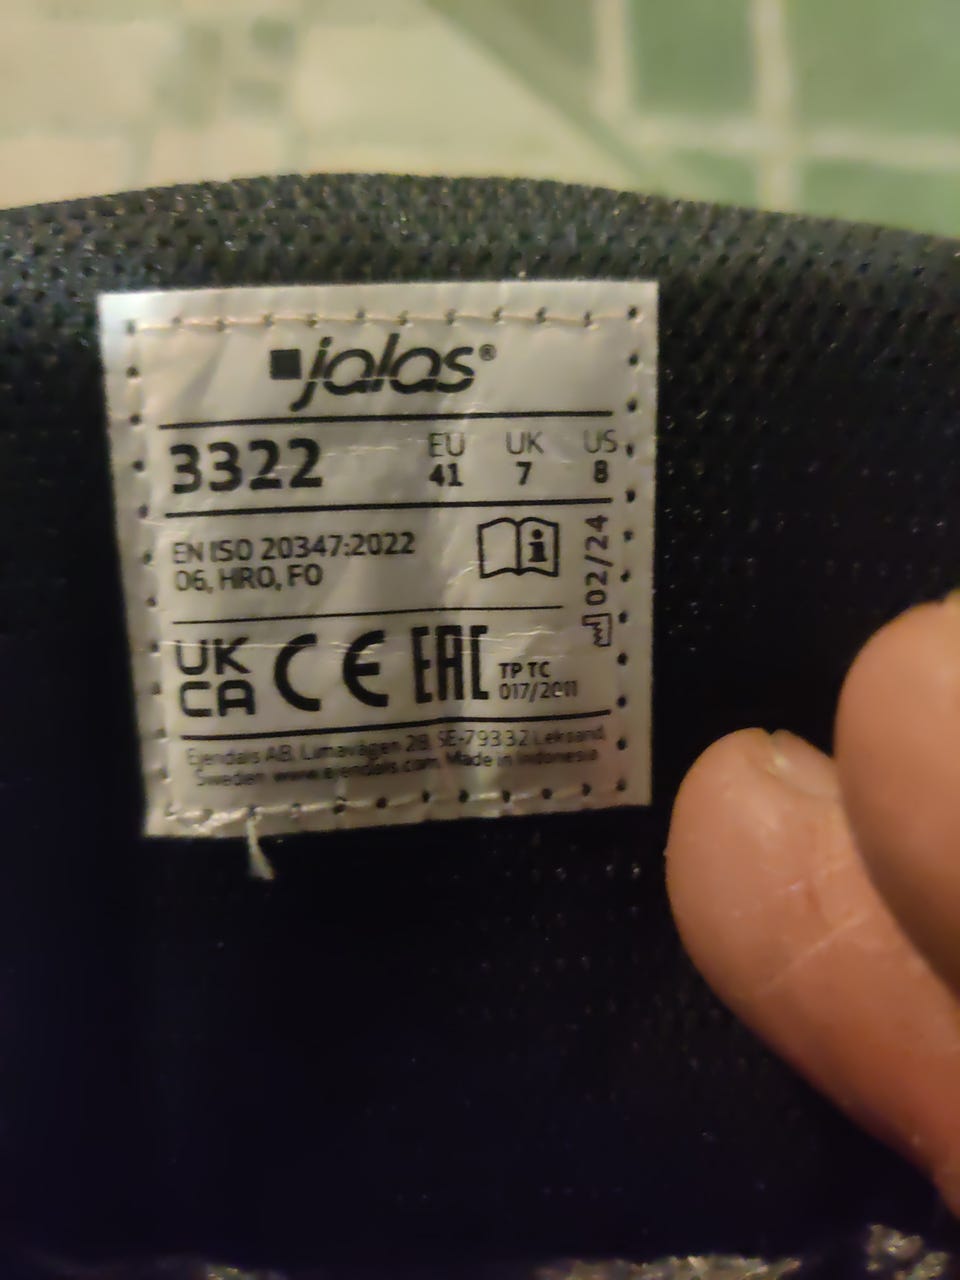 jalas®
3322 EU 41 UK 7 US 8
EN ISO 20347:2022
O6, HRO, FO
i
02/24
UK
CA CE EAC TP TC
017/2011
Ejendals AB, Limavägen 28, SE-79332 Leksand,
Sweden www.ejendals.com Made in Indonesia